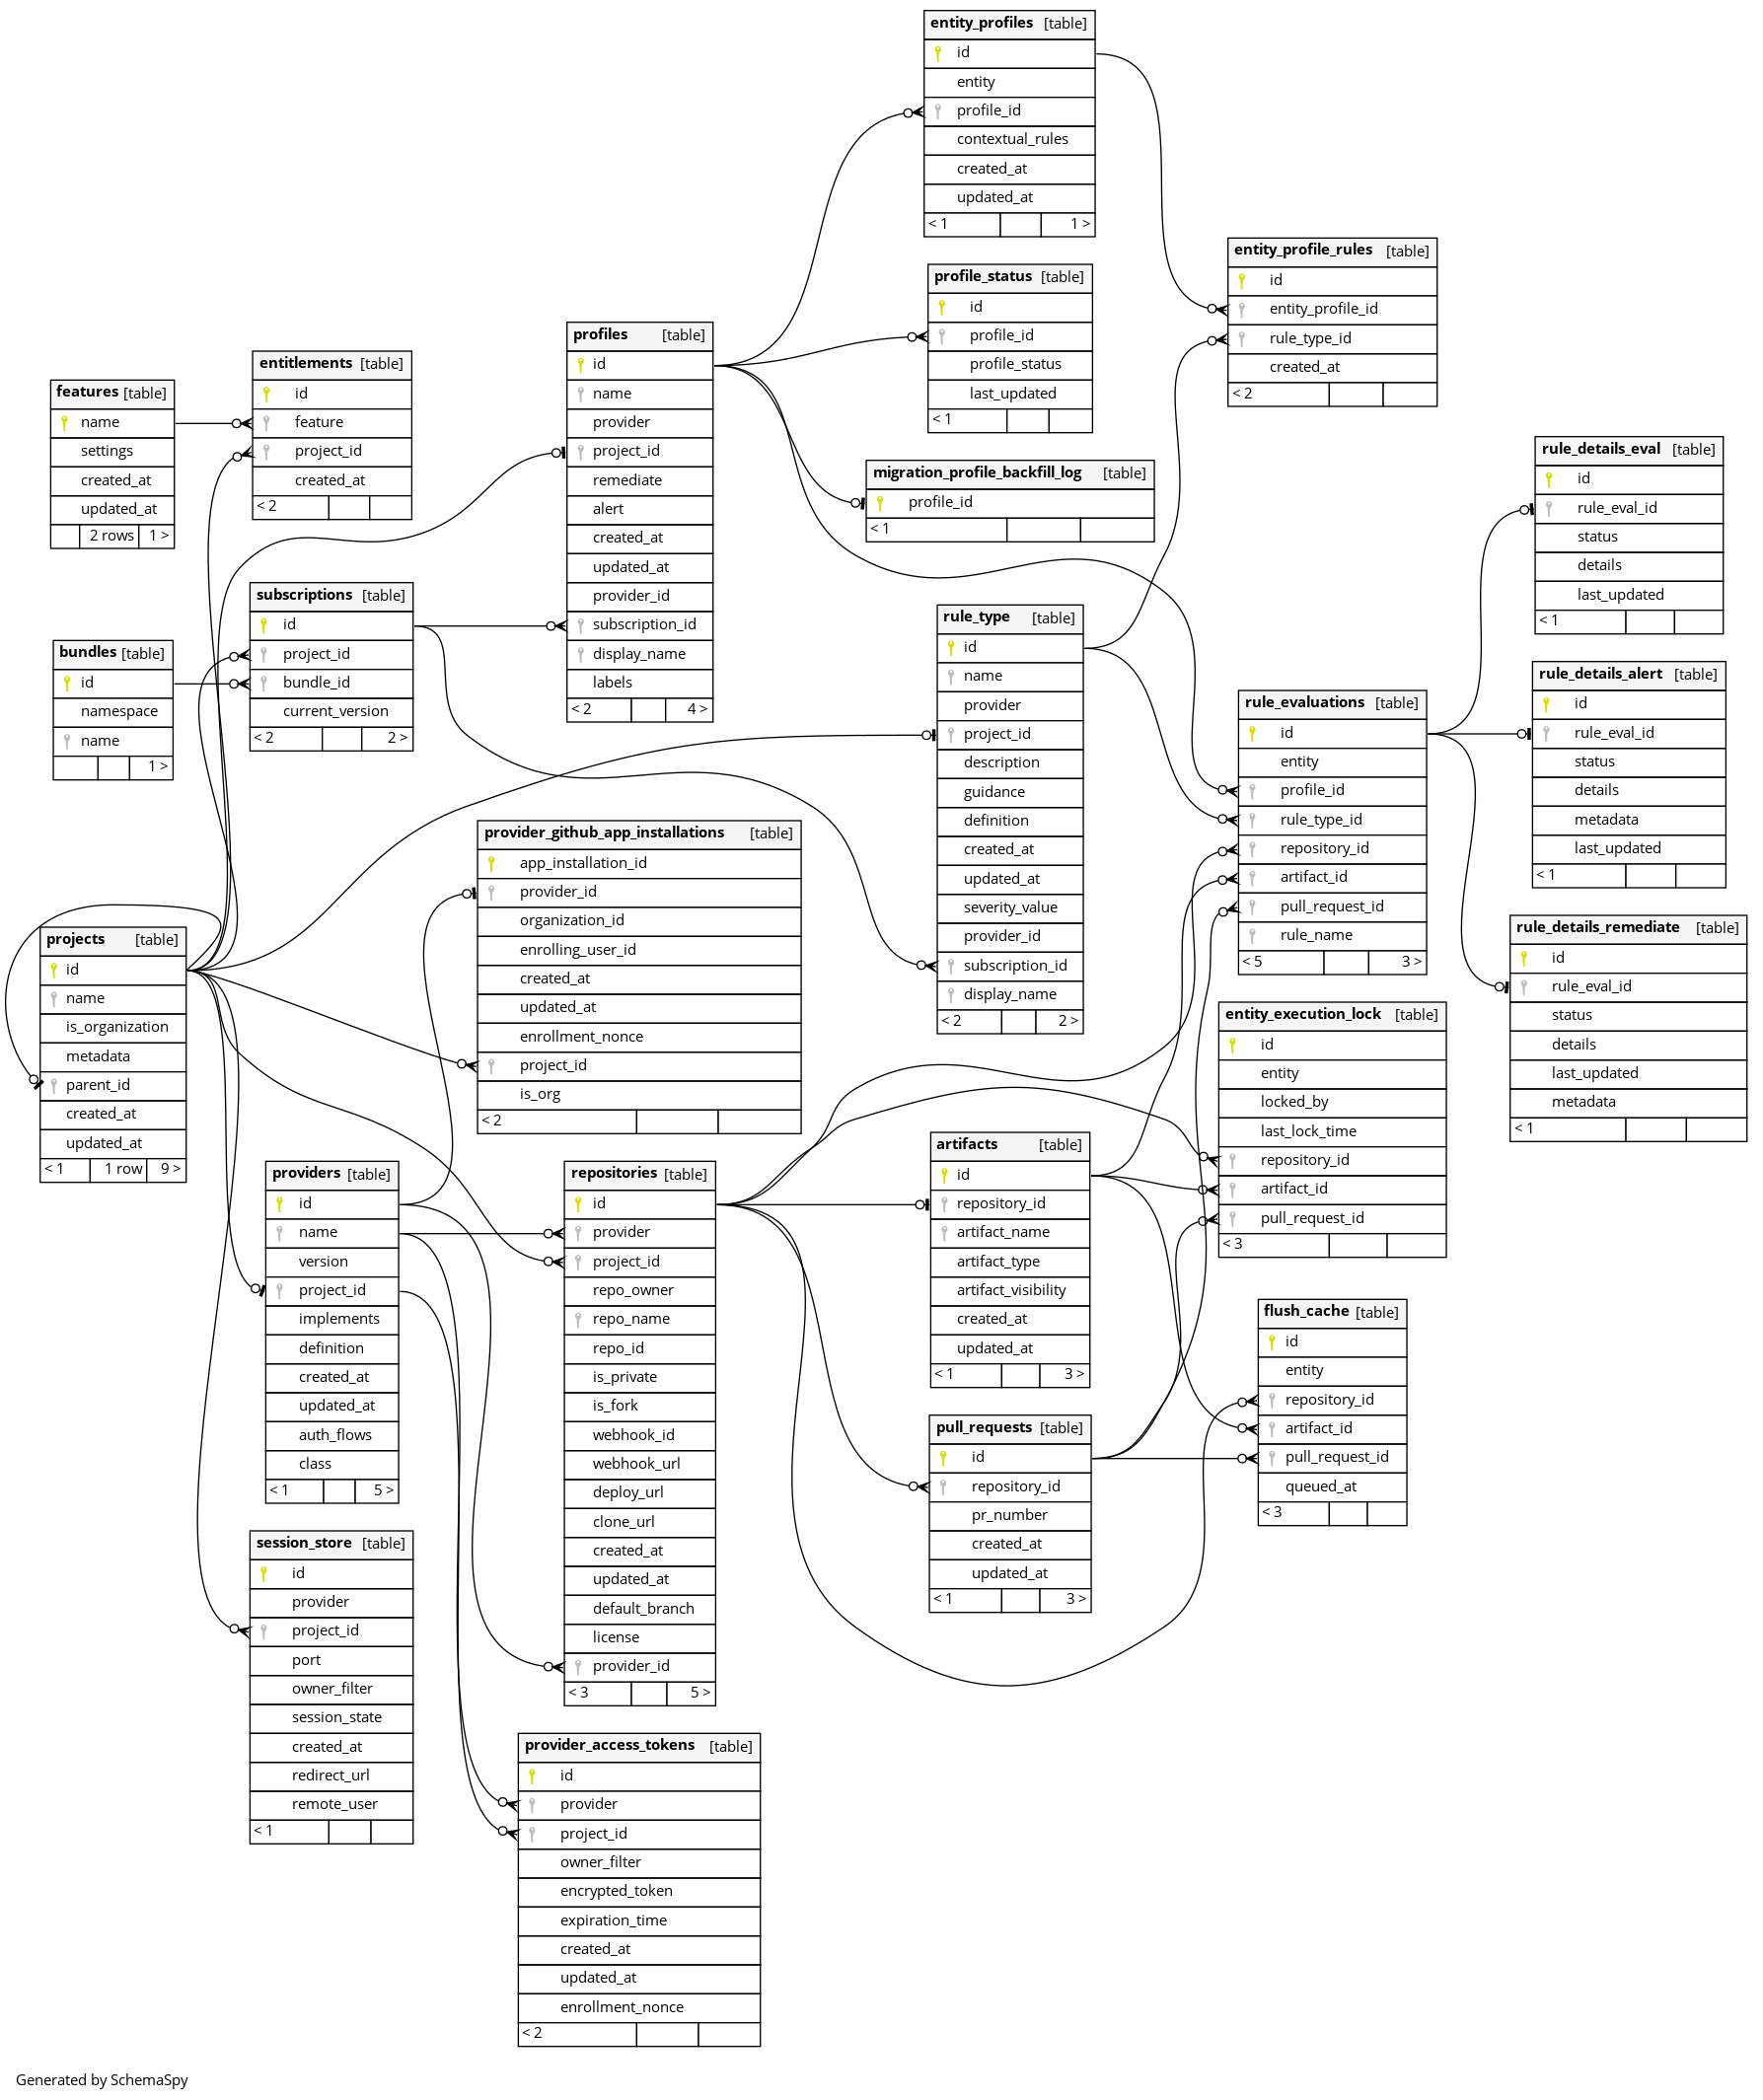 entity_profiles [table]
id
entity
profile_id
contextual_rules
created_at
updated_at
< 1 1 >
entity_profile_rules [table]
id
entity_profile_id
rule_type_id
created_at
< 2
profile_status [table]
id
profile_id
profile_status
last_updated
< 1
profiles [table]
id
name
provider
project_id
remediate
alert
created_at
updated_at
provider_id
subscription_id
display_name
labels
< 2 4 >
entitlements [table]
id
feature
project_id
created_at
< 2
features [table]
name
settings
created_at
updated_at
2 rows 1 >
migration_profile_backfill_log [table]
profile_id
< 1
rule_details_eval [table]
id
rule_eval_id
status
details
last_updated
< 1
subscriptions [table]
id
project_id
bundle_id
current_version
< 2 2 >
bundles [table]
id
namespace
name
1 >
rule_type [table]
id
name
provider
project_id
description
guidance
definition
created_at
updated_at
severity_value
provider_id
subscription_id
display_name
< 2 2 >
rule_evaluations [table]
id
entity
profile_id
rule_type_id
repository_id
artifact_id
pull_request_id
rule_name
< 5 3 >
rule_details_alert [table]
id
rule_eval_id
status
details
metadata
last_updated
< 1
provider_github_app_installations [table]
app_installation_id
provider_id
organization_id
enrolling_user_id
created_at
updated_at
enrollment_nonce
project_id
is_org
< 2
projects [table]
id
name
is_organization
metadata
parent_id
created_at
updated_at
< 1 1 row 9 >
rule_details_remediate [table]
id
rule_eval_id
status
details
last_updated
metadata
< 1
entity_execution_lock [table]
id
entity
locked_by
last_lock_time
repository_id
artifact_id
pull_request_id
< 3
providers [table]
id
name
version
project_id
implements
definition
created_at
updated_at
auth_flows
class
< 1 5 >
repositories [table]
id
provider
project_id
repo_owner
repo_name
repo_id
is_private
is_fork
webhook_id
webhook_url
deploy_url
clone_url
created_at
updated_at
default_branch
license
provider_id
< 3 5 >
artifacts [table]
id
repository_id
artifact_name
artifact_type
artifact_visibility
created_at
updated_at
< 1 3 >
flush_cache [table]
id
entity
repository_id
artifact_id
pull_request_id
queued_at
< 3
pull_requests [table]
id
repository_id
pr_number
created_at
updated_at
< 1 3 >
session_store [table]
id
provider
project_id
port
owner_filter
session_state
created_at
redirect_url
remote_user
< 1
provider_access_tokens [table]
id
provider
project_id
owner_filter
encrypted_token
expiration_time
created_at
updated_at
enrollment_nonce
< 2
Generated by SchemaSpy